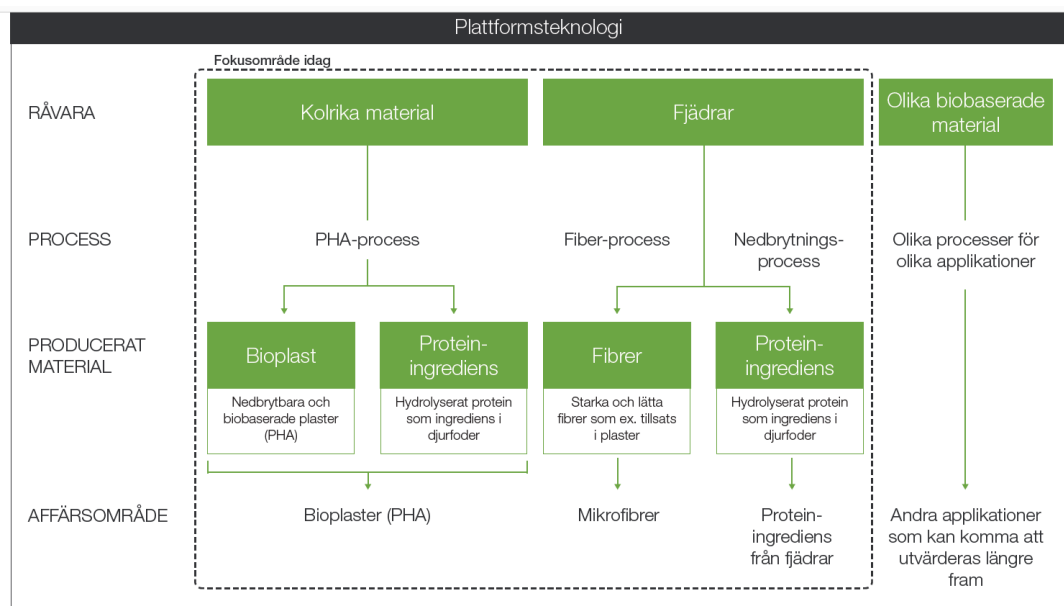 Plattformsteknologi
Fokusområde idag
RÅVARA
Kolrika material
Fjädrar
Olika biobaserade
material
PROCESS
PHA-process
Fiber-process
Nedbrytnings-
process
Olika processer för
olika applikationer
PRODUCERAT
MATERIAL
Bioplast
Nedbrytbara och
biobaserade plaster
(PHA)
Protein-
ingrediens
Hydrolyserat protein
som ingrediens i
djurfoder
Fibrer
Starka och lätta
fibrer som ex. tillsats
i plaster
Protein-
ingrediens
Hydrolyserat protein
som ingrediens i
djurfoder
AFFÄRSOMRÅDE
Bioplaster (PHA)
Mikrofibrer
Protein-
ingrediens
från fjädrar
Andra applikationer
som kan komma att
utvärderas längre
fram